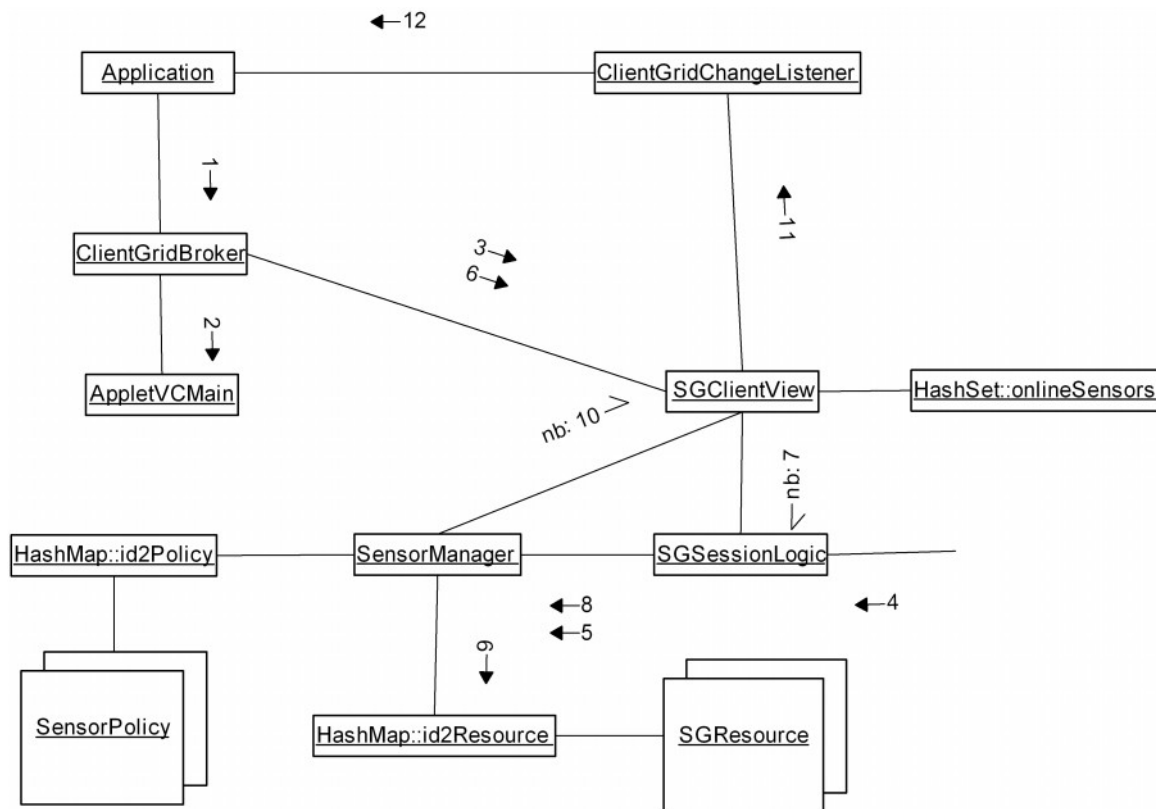 12
Application
ClientGridChangeListener
1
11
ClientGridBroker
3
6
2
AppletVCMain
SGClientView
HashSet::onlineSensors
nb: 10
nb: 7
HashMap::id2Policy
SensorManager
SGSessionLogic
8
4
5
9
SensorPolicy
HashMap::id2Resource
SGResource